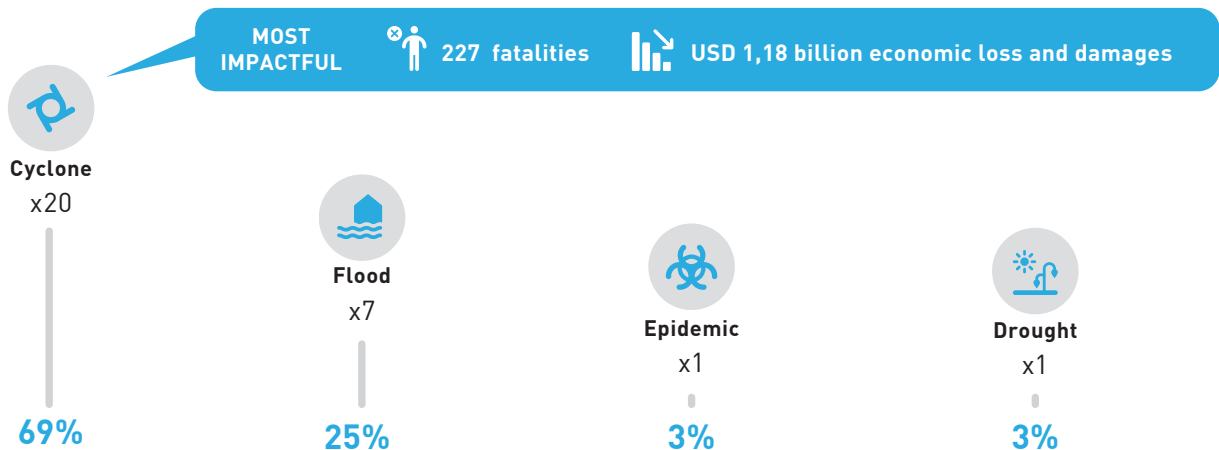 MOST
IMPACTFUL
227 fatalities
USD 1,18 billion economic loss and damages
Cyclone
x20
69%
Flood
x7
25%
Epidemic
x1
3%
Drought
x1
3%